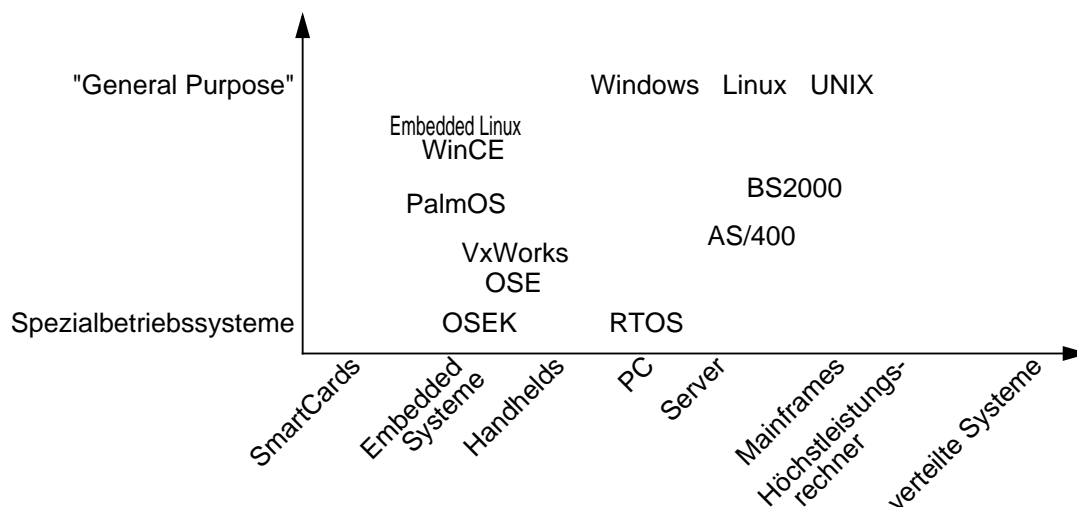 "General Purpose" Windows Linux UNIX
Embedded Linux
WinCE
BS2000
PalmOS
AS/400
VxWorks
OSE
Spezialbetriebssysteme OSEK RTOS
SmartCards
Embedded
Systeme
Handhelds
PC
Server
Mainframes
Höchstleistungs-
rechner
verteilte Systeme